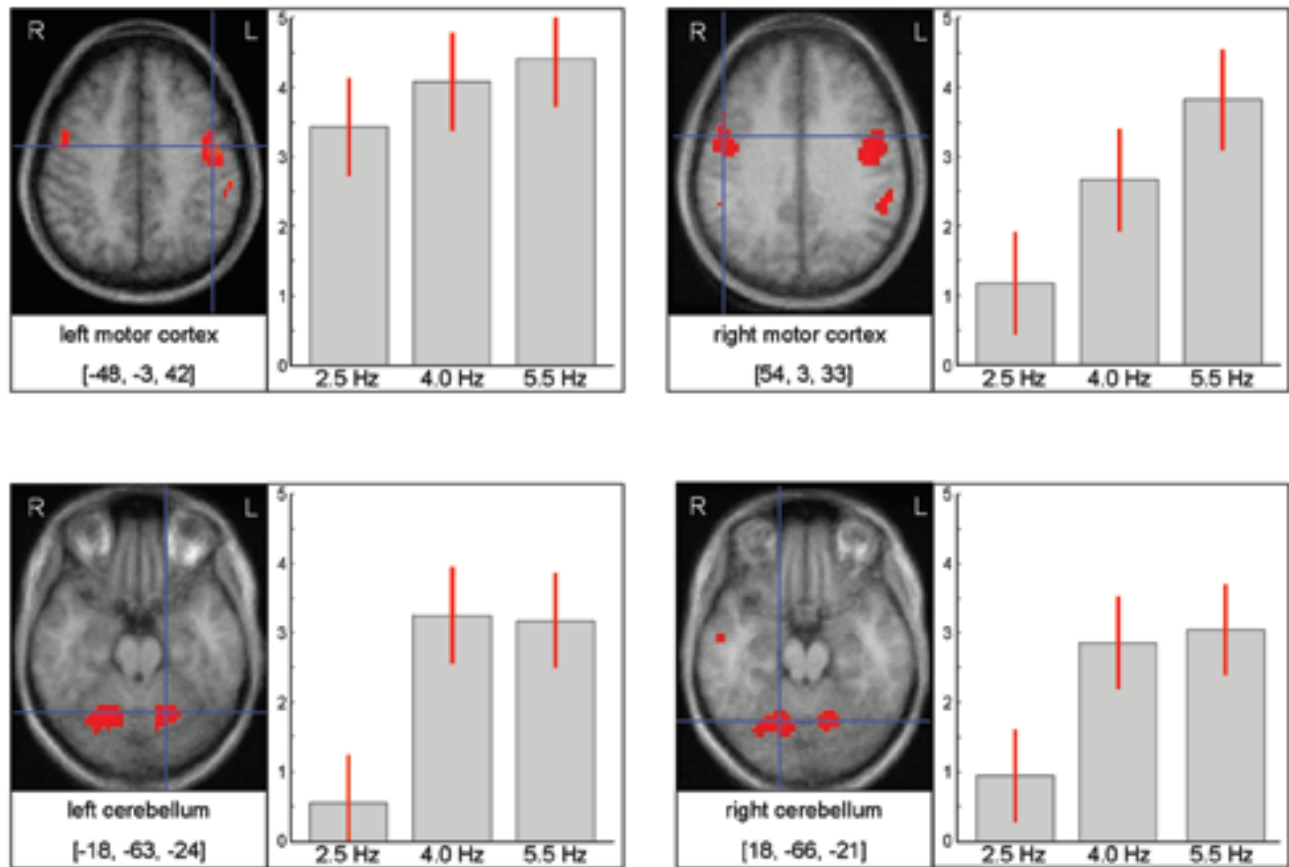 R L
5
4
3
2
1
0
2.5 Hz 4.0 Hz 5.5 Hz
left motor cortex
[-48, -3, 42]
R L
5
4
3
2
1
0
2.5 Hz 4.0 Hz 5.5 Hz
right motor cortex
[54, 3, 33]
R L
5
4
3
2
1
0
2.5 Hz 4.0 Hz 5.5 Hz
left cerebellum
[-18, -63, -24]
R L
5
4
3
2
1
0
2.5 Hz 4.0 Hz 5.5 Hz
right cerebellum
[18, -66, -21]